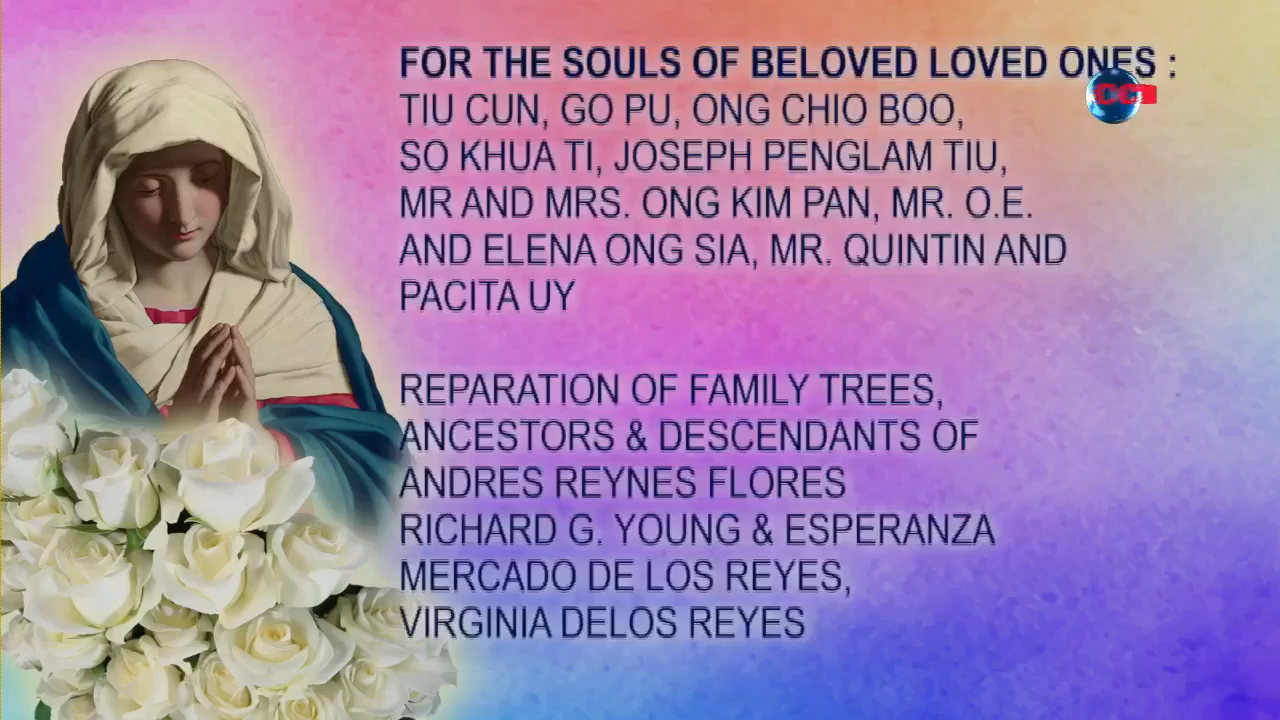 FOR THE SOULS OF BELOVED LOVED ONES :
TIU CUN, GO PU, ONG CHIO BOO,
SO KHUA TI, JOSEPH PENGLAM TIU,
MR AND MRS. ONG KIM PAN, MR. O.E.
AND ELENA ONG SIA, MR. QUINTIN AND
PACITA UY
REPARATION OF FAMILY TREES,
ANCESTORS & DESCENDANTS OF
ANDRES REYNES FLORES
RICHARD G. YOUNG & ESPERANZA
MERCADO DE LOS REYES,
VIRGINIA DELOS REYES